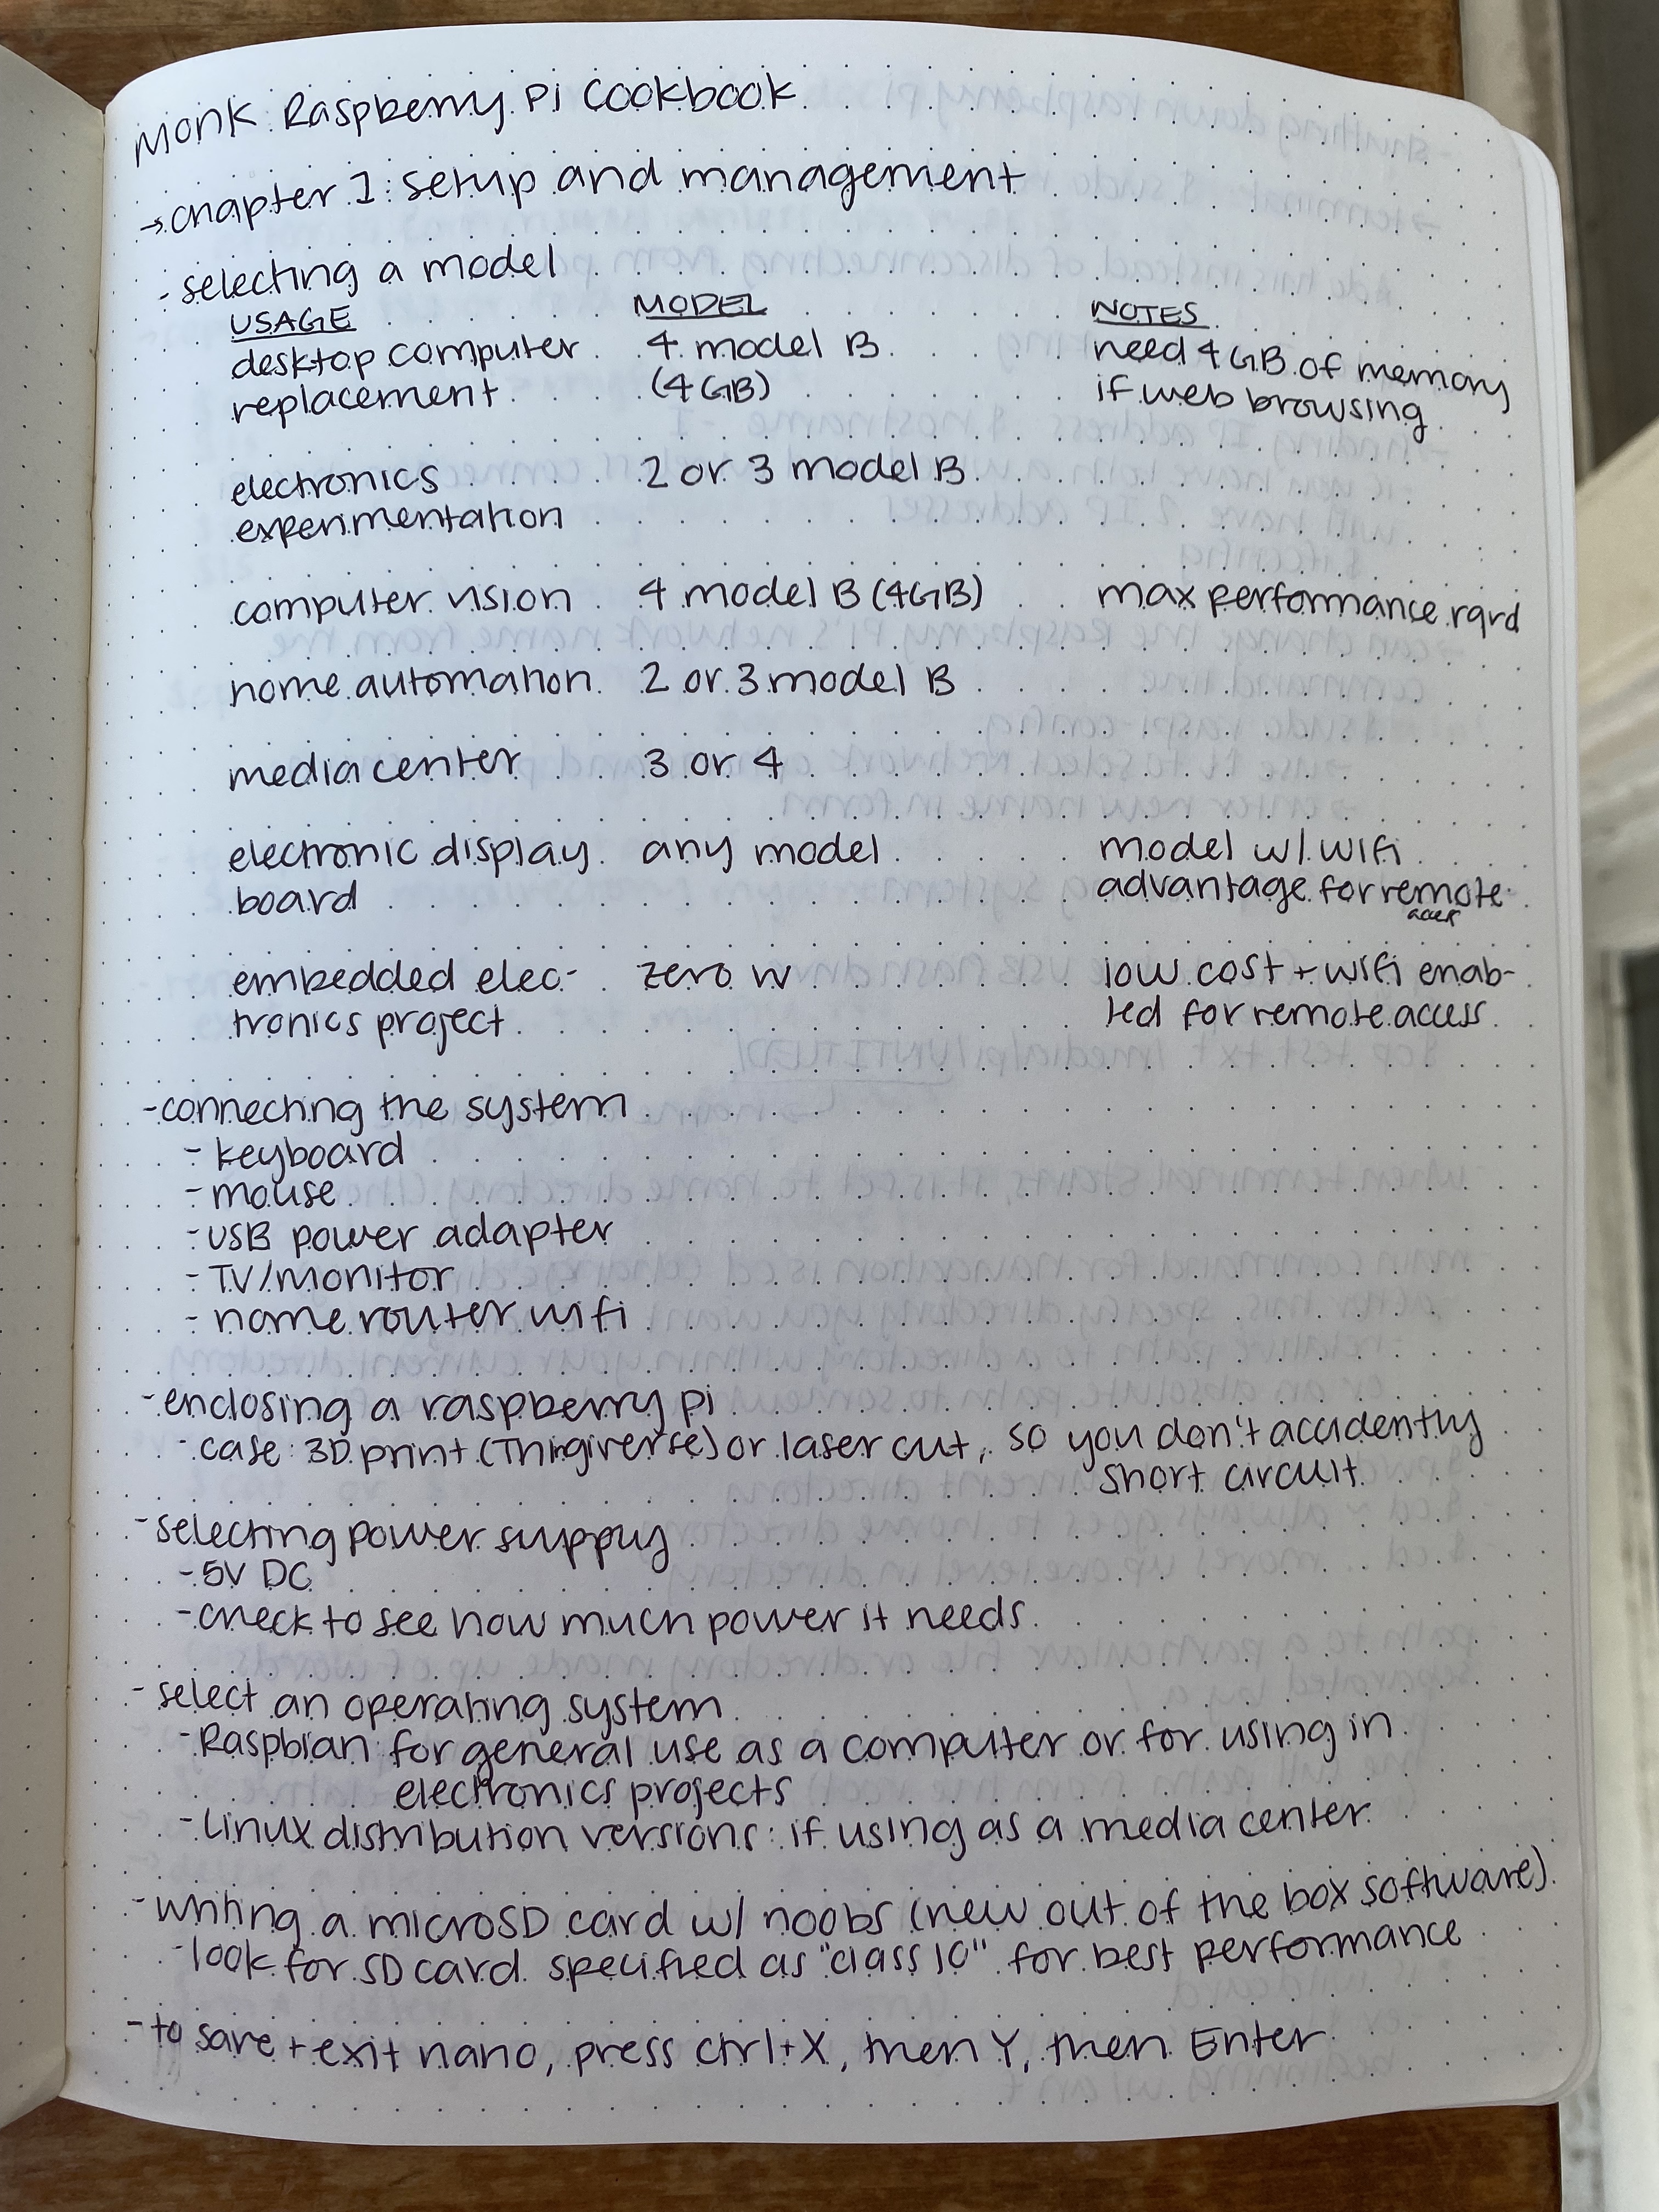 Monk Raspberry Pi Cookbook
→ chapter 1: setup and management
- selecting a model
USAGE MODEL NOTES
desktop computer 4 model B need 4GB of memory
replacement (4GB) if web browsing
electronics 2 or 3 model B
experimentation
computer vision 4 model B (4GB) max performance rqrd
home automation 2 or 3 model B
media center 3 or 4
electronic display any model model w/ wifi
board advantage for remote
access
embedded elec- zero w low cost + wifi enab-
tronics project led for remote access
- connecting the system
- keyboard
- mouse
- USB power adapter
- TV/monitor
- home router wifi
- enclosing a raspberry pi
- case: 3D print (Thingiverse) or laser cut, so you don't accidently
short circuit
- selecting power supply
- 5V DC
- check to see how much power it needs
- select an operating system
- Raspbian for general use as a computer or for using in
electronics projects
- Linux distribution versions: if using as a media center
- writing a microSD card w/ noobs (new out of the box software)
- look for SD card specified as "class 10" for best performance
- to save + exit nano, press ctrl+X, then Y, then Enter